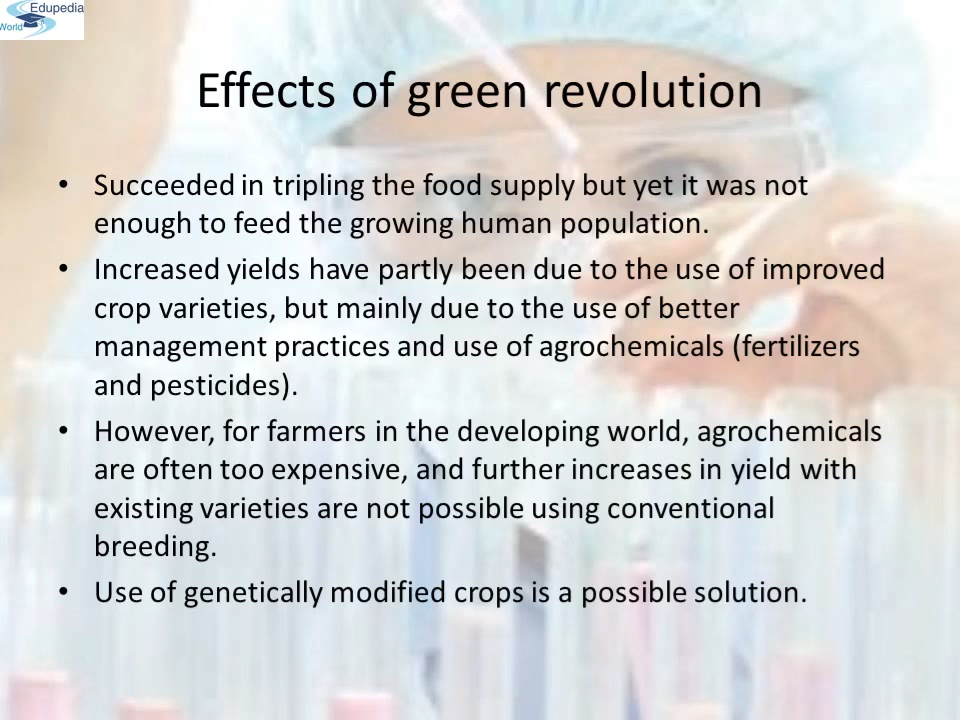 Edupedia
World
Effects of green revolution
• Succeeded in tripling the food supply but yet it was not
enough to feed the growing human population.
• Increased yields have partly been due to the use of improved
crop varieties, but mainly due to the use of better
management practices and use of agrochemicals (fertilizers
and pesticides).
• However, for farmers in the developing world, agrochemicals
are often too expensive, and further increases in yield with
existing varieties are not possible using conventional
breeding.
• Use of genetically modified crops is a possible solution.